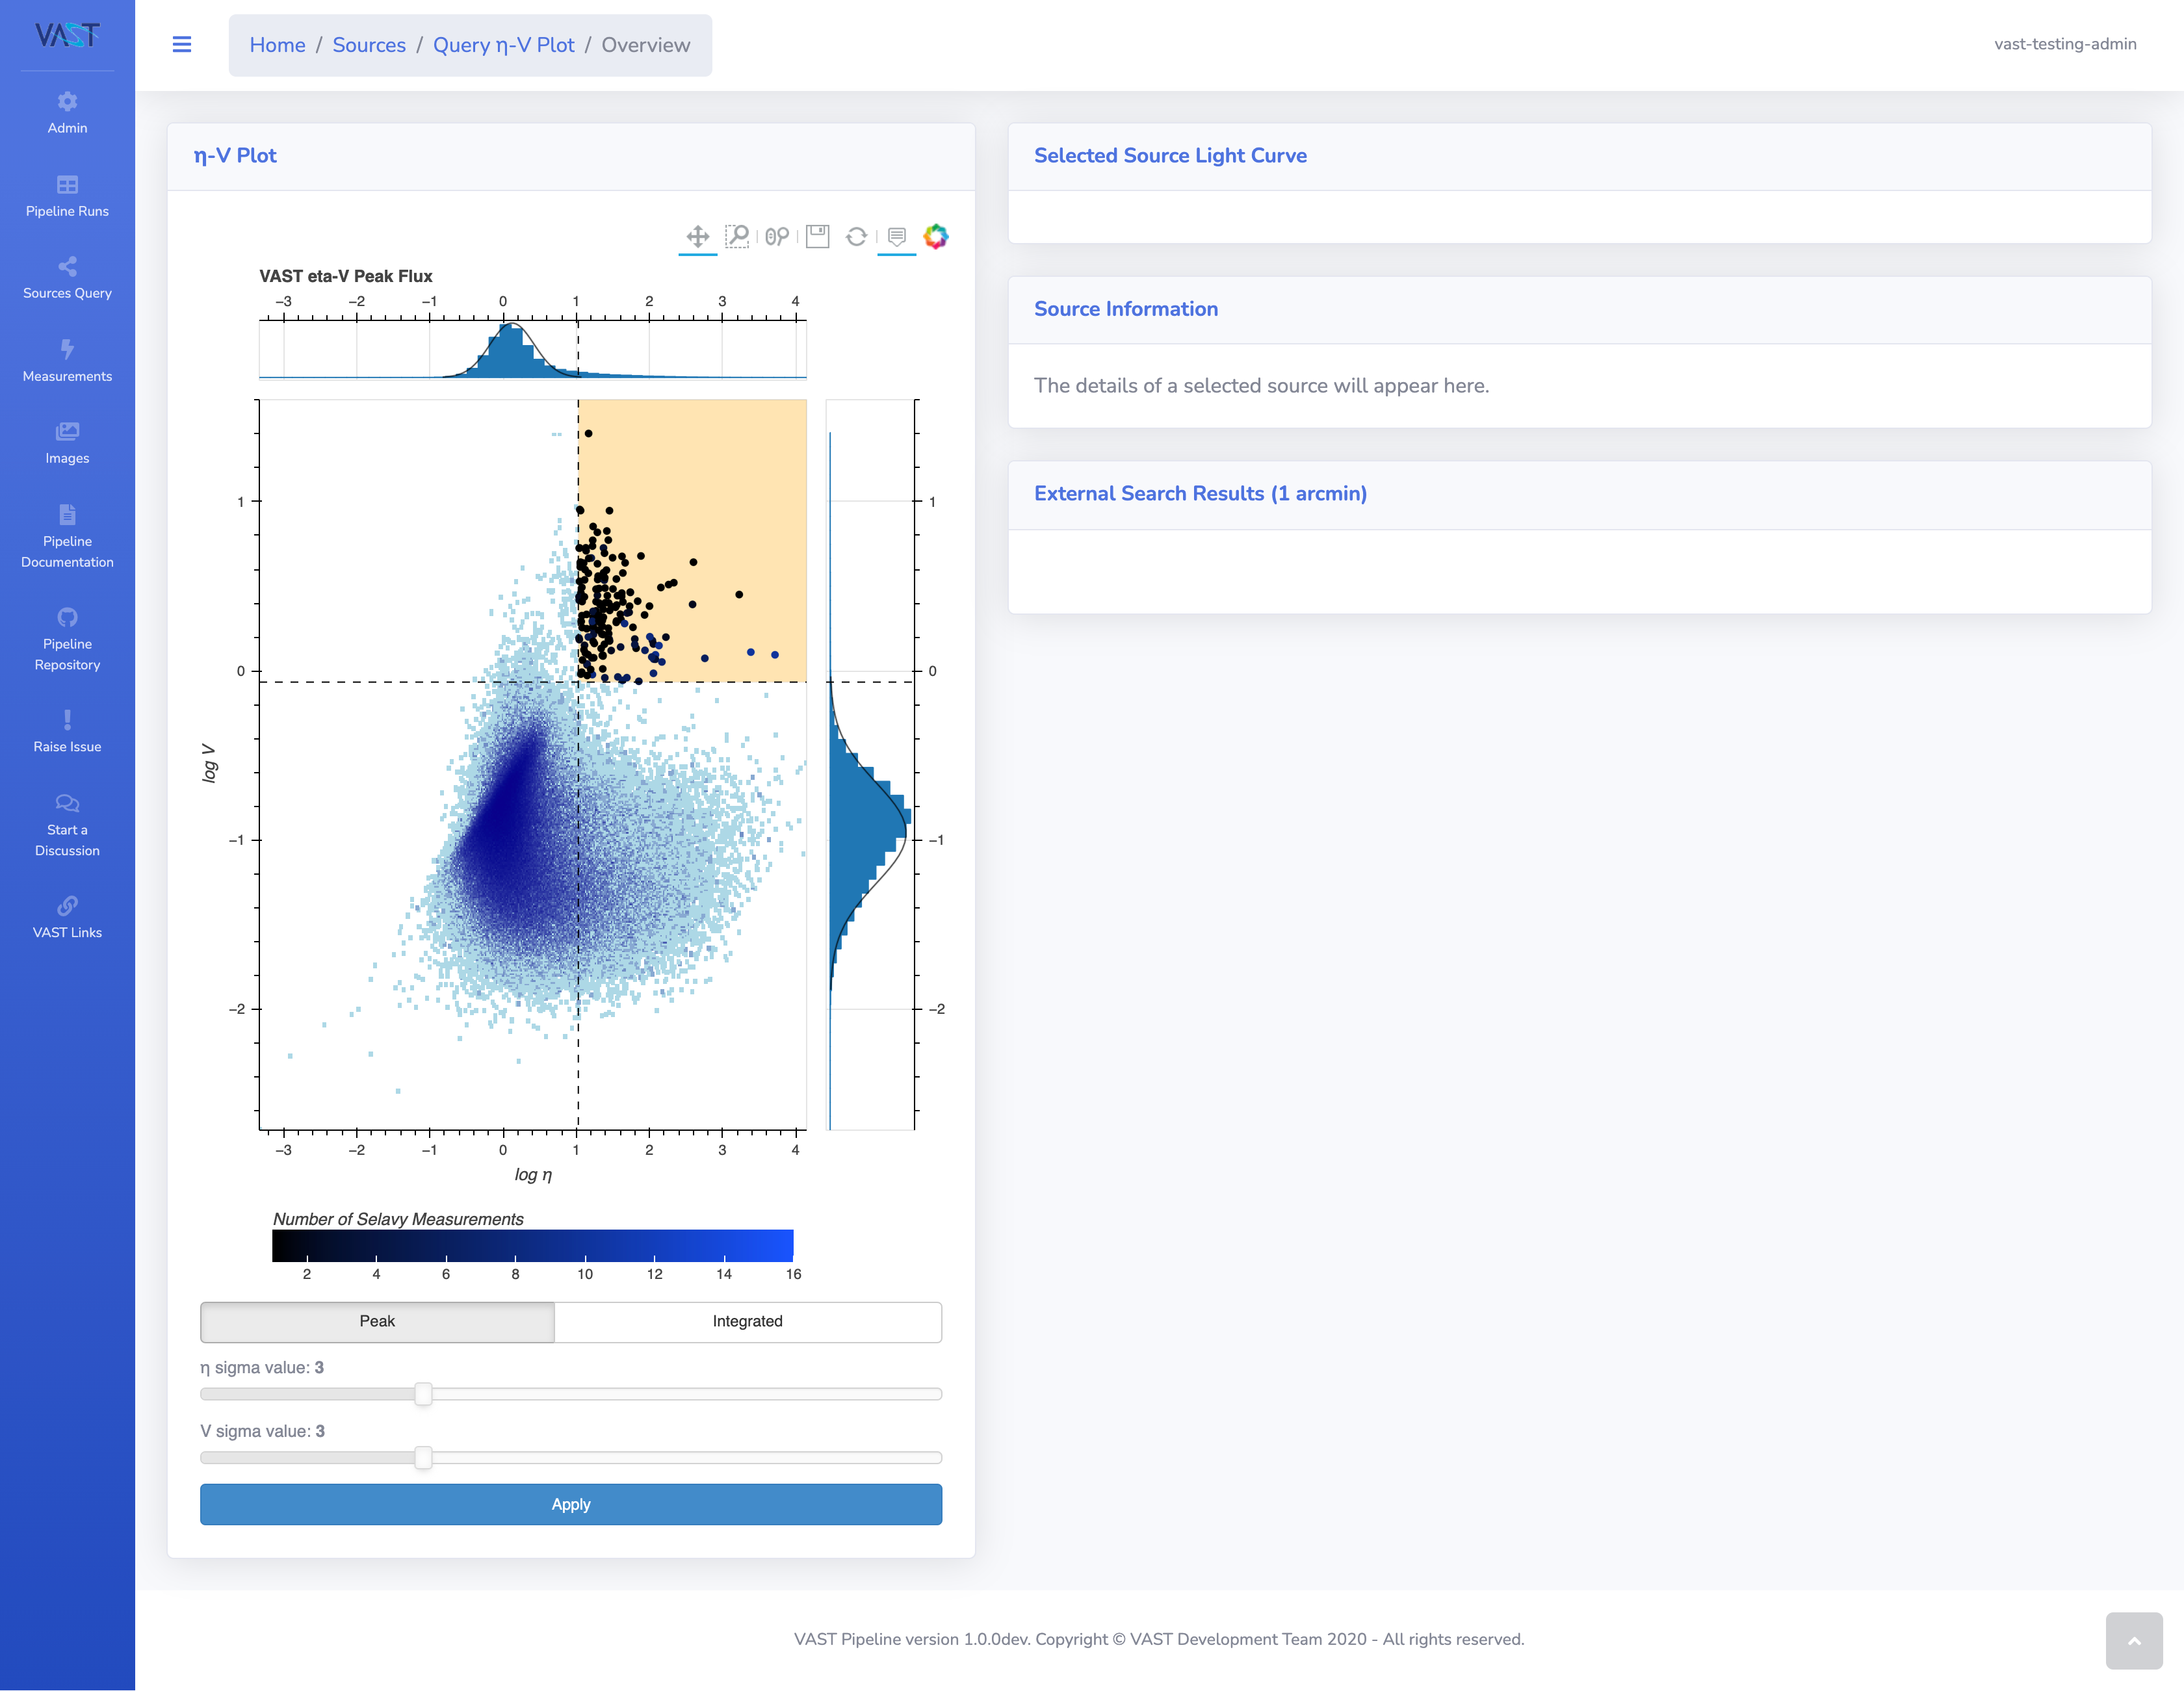 VAST
Admin
Pipeline Runs
Sources Query
Measurements
Images
Pipeline
Documentation
Pipeline
Repository
Raise Issue
Start a
Discussion
VAST Links
Home / Sources / Query η-V Plot / Overview
vast-testing-admin
η-V Plot
VAST eta-V Peak Flux
−3 −2 −1 0 1 2 3 4
1
0
−1
−2
log V
1
0
−1
−2
−3 −2 −1 0 1 2 3 4
log η
Number of Selavy Measurements
2 4 6 8 10 12 14 16
Peak Integrated
η sigma value: 3
V sigma value: 3
Apply
Selected Source Light Curve
Source Information
The details of a selected source will appear here.
External Search Results (1 arcmin)
VAST Pipeline version 1.0.0dev. Copyright © VAST Development Team 2020 - All rights reserved.